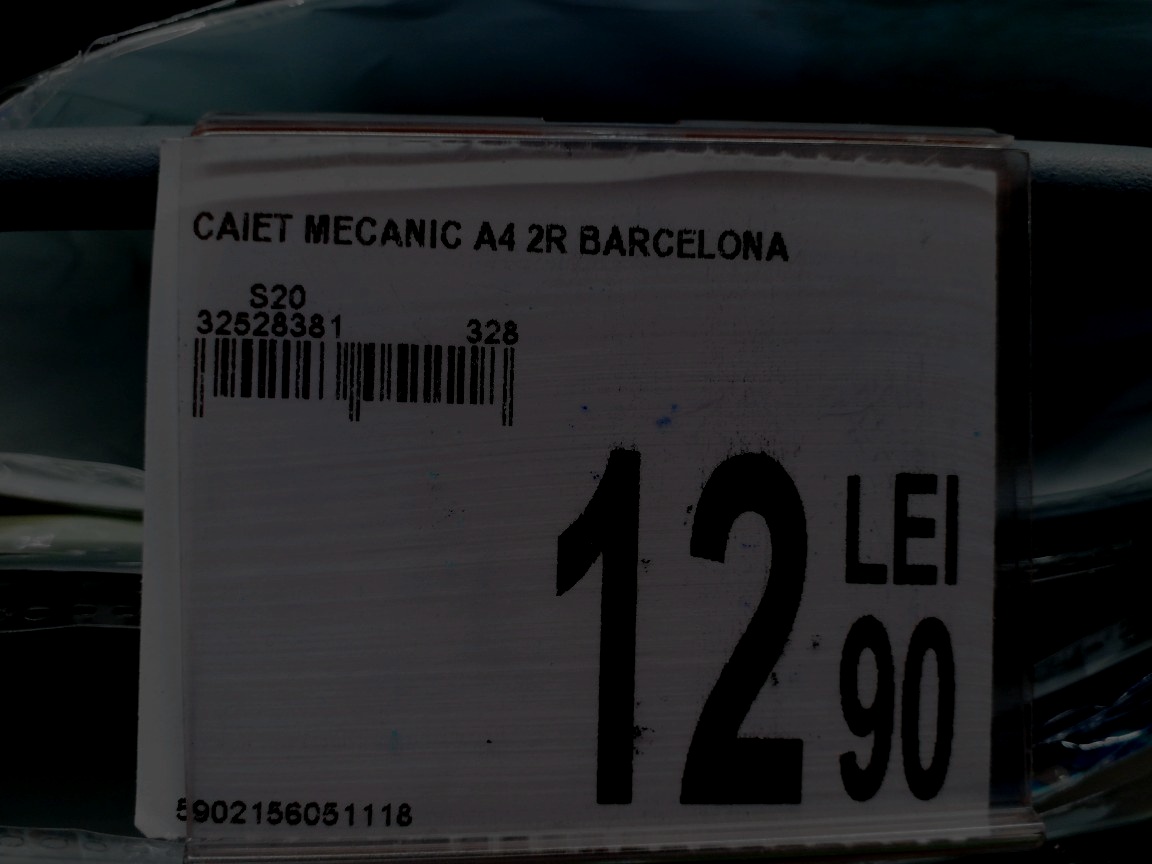 CAIET MECANIC A4 2R BARCELONA
S20
32528381 328
12 LEI
90
5902156051118